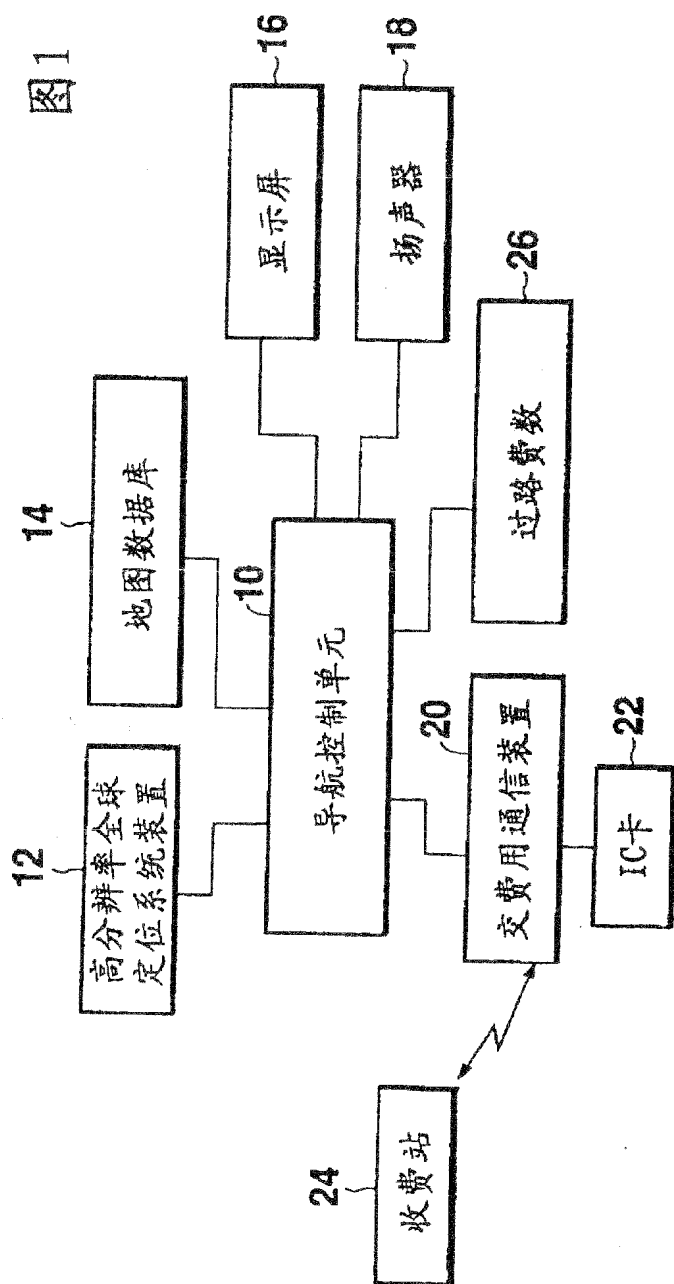 图1
12
高分辨率全球
定位系统装置
14
地图数据库
16
显示屏
10
导航控制单元
18
扬声器
20
交费用通信装置
26
过路费数
24
收费站
22
IC卡